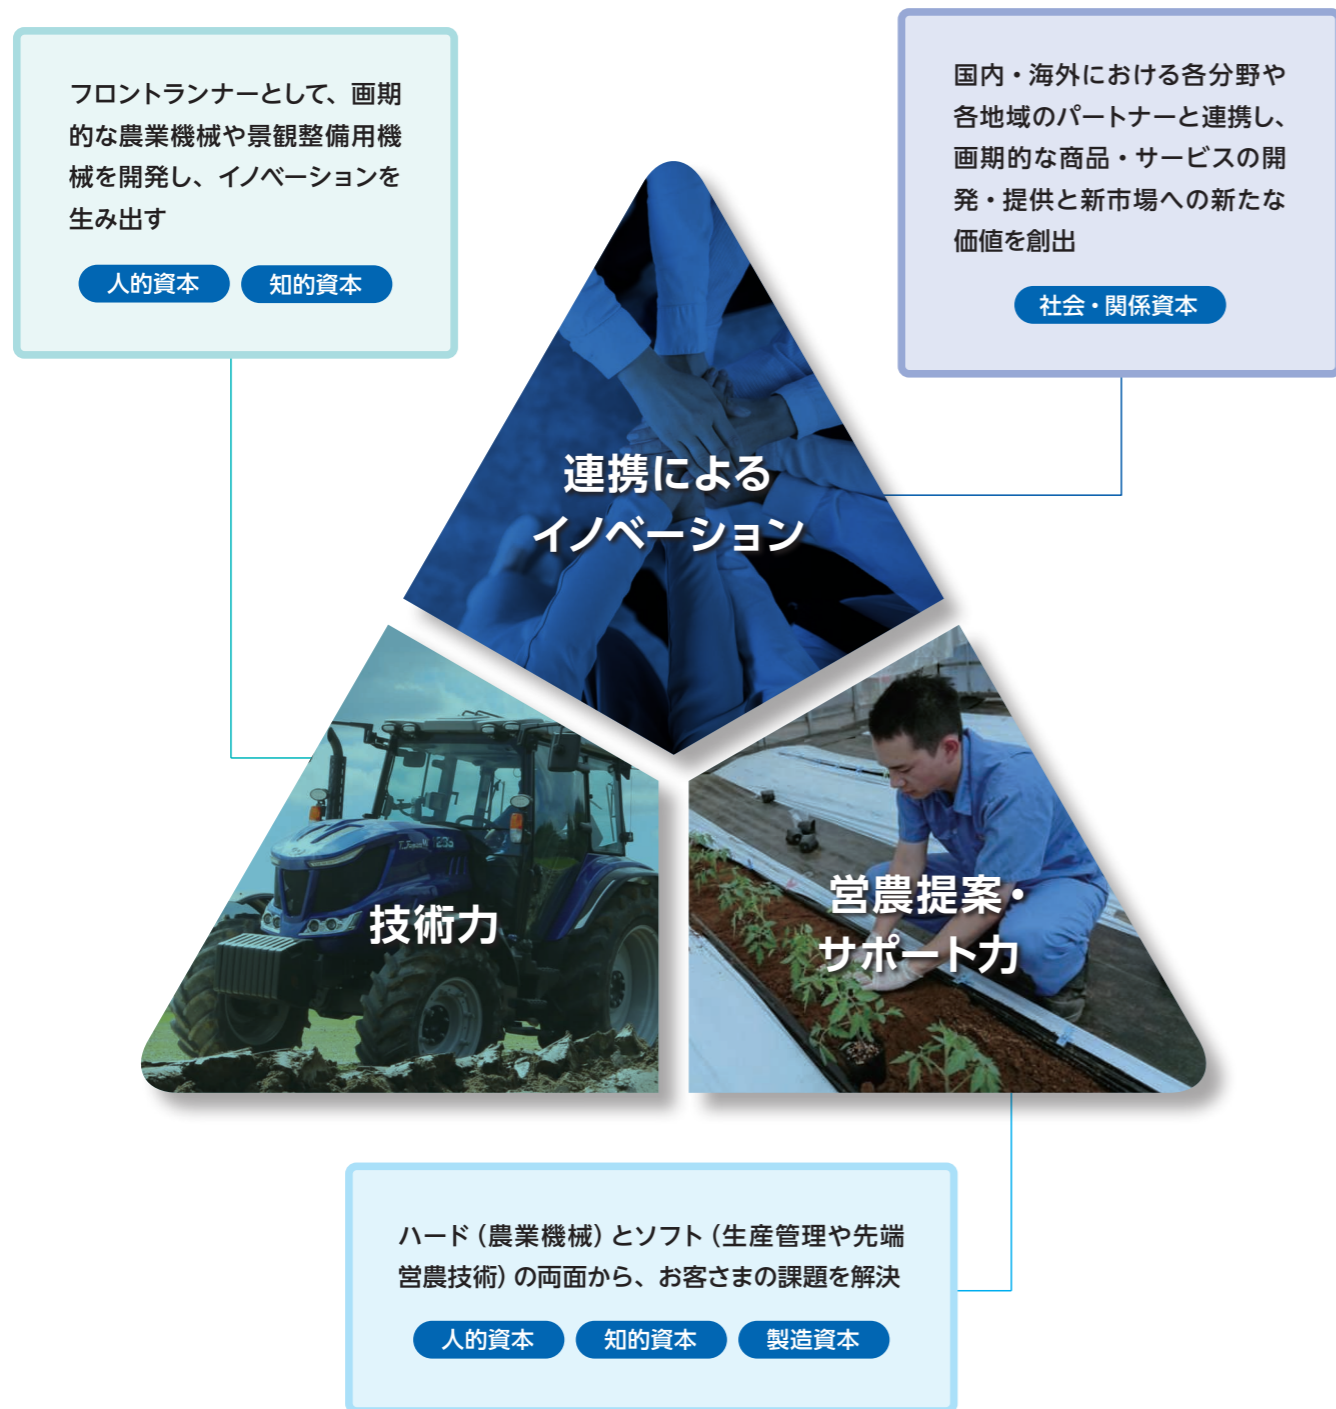 フロントランナーとして、画期
的な農業機械や景観整備用機
械を開発し、イノベーションを
生み出す
人的資本 知的資本
国内・海外における各分野や
各地域のパートナーと連携し、
画期的な商品・サービスの開
発・提供と新市場への新たな
価値を創出
社会・関係資本
連携による
イノベーション
技術力
営農提案・
サポート力
ハード（農業機械）とソフト（生産管理や先端
営農技術）の両面から、お客さまの課題を解決
人的資本 知的資本 製造資本